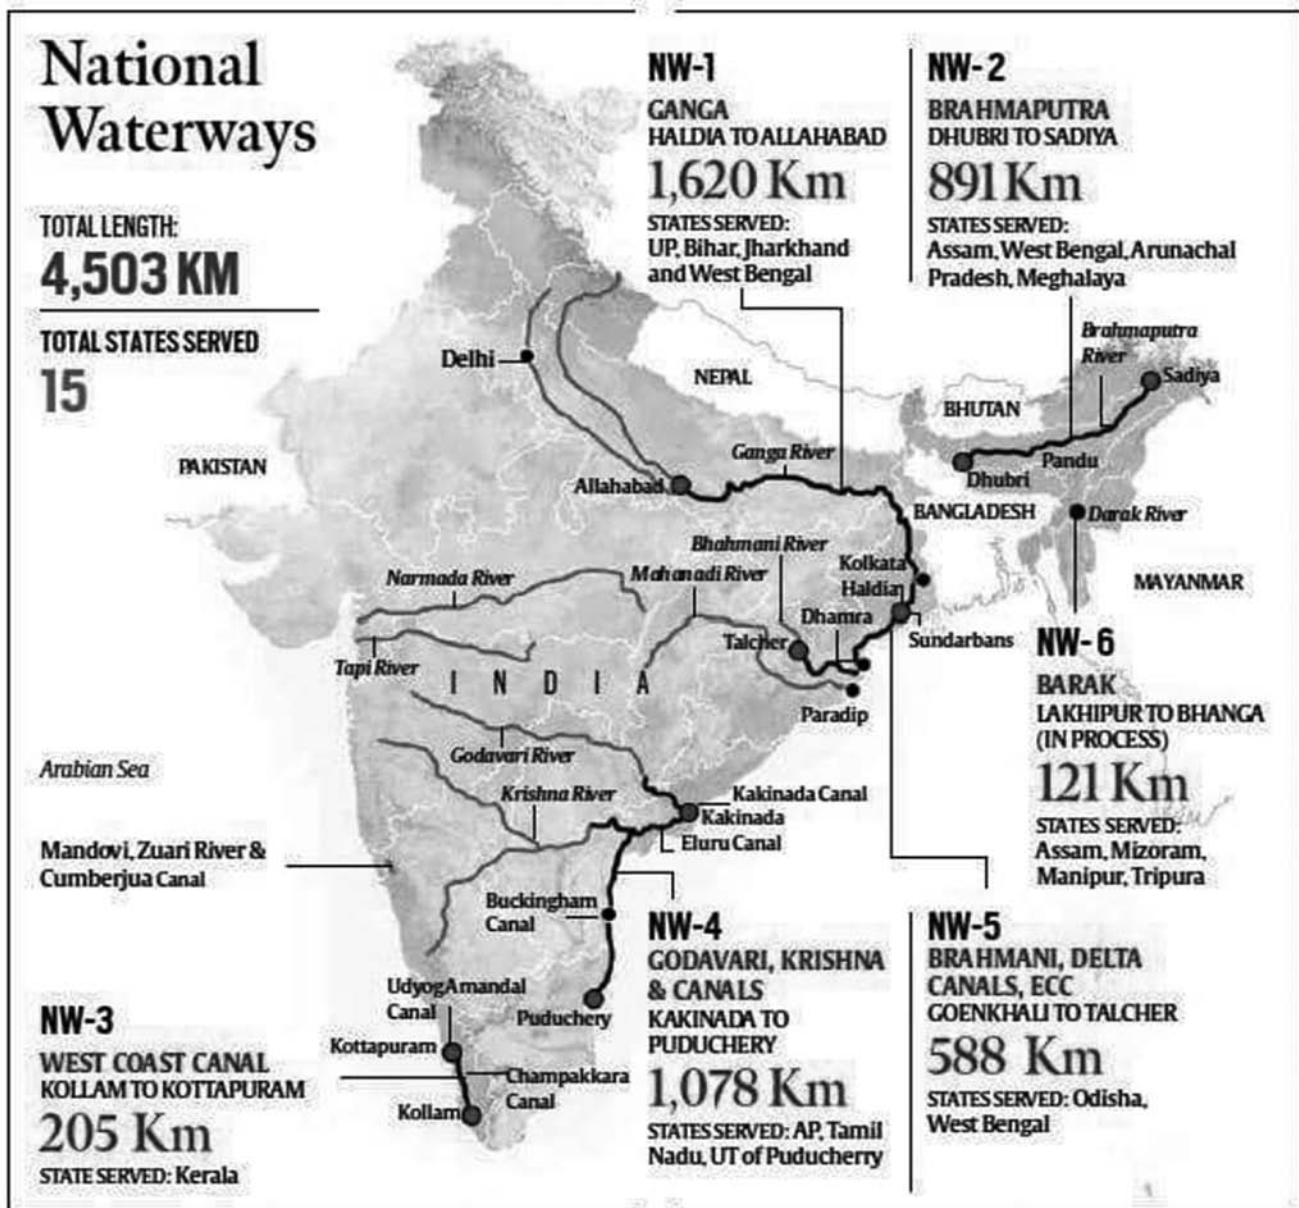 National
Waterways
TOTAL LENGTH:
4,503 KM
TOTAL STATES SERVED
15
NW-1
GANGA
HALDIA TO ALLAHABAD
1,620 Km
STATES SERVED:
UP, Bihar, Jharkhand
and West Bengal
NW-2
BRAHMAPUTRA
DHUBRI TO SADIYA
891 Km
STATES SERVED:
Assam, West Bengal, Arunachal
Pradesh, Meghalaya
Brahmaputra
River
Delhi
NEPAL
Sadiya
BHUTAN
PAKISTAN
Ganga River
Pandu
Dhubri
Allahabad
BANGLADESH
Darak River
Bhahmani River
Narmada River
Mahanadi River
Kolkata
Haldia
MAYANMAR
Dhamra
Talcher
Sundarbans
Tapi River
INDIA
Paradip
NW-6
BARAK
LAKHIPUR TO BHANGA
(IN PROCESS)
121 Km
STATES SERVED:
Assam, Mizoram,
Manipur, Tripura
Arabian Sea
Godavari River
Krishna River
Kakinada Canal
Kakinada
Eluru Canal
Mandovi, Zuari River &
Cumberjua Canal
Buckingham
Canal
UdyogAmandal
Canal
Puduchery
Kottapuram
Champakkara
Canal
Kollam
NW-3
WEST COAST CANAL
KOLLAM TO KOTTAPURAM
205 Km
STATE SERVED: Kerala
NW-4
GODAVARI, KRISHNA
& CANALS
KAKINADA TO
PUDUCHERY
1,078 Km
STATES SERVED: AP, Tamil
Nadu, UT of Puducherry
NW-5
BRAHMANI, DELTA
CANALS, ECC
GOENKHALI TO TALCHER
588 Km
STATES SERVED: Odisha,
West Bengal